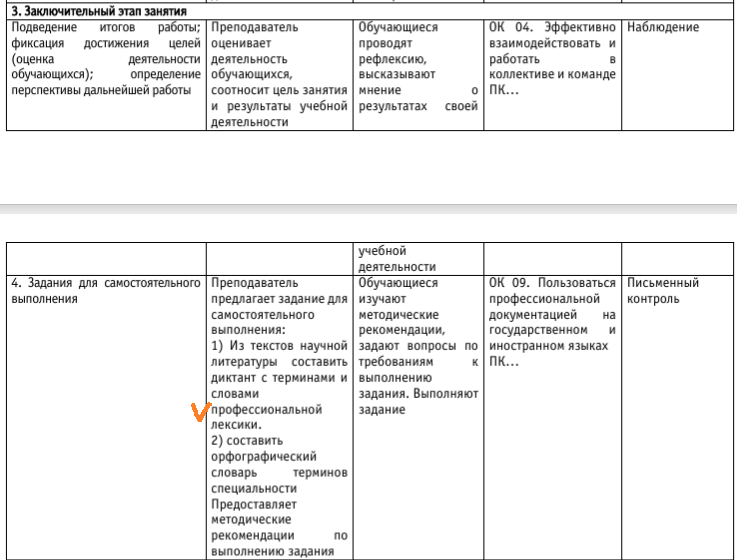 3. Заключительный этап занятия
Подведение итогов работы;
фиксация достижения целей
(оценка деятельности
обучающихся); определение
перспективы дальнейшей работы
Преподаватель
оценивает
деятельность
обучающихся,
соотносит цель занятия
и результаты учебной
деятельности
Обучающиеся
проводят
рефлексию,
высказывают
мнение о
результатах своей
ОК 04. Эффективно
взаимодействовать и
работать в
коллективе и команде
ПК...
Наблюдение
учебной
деятельности
4. Задания для самостоятельного
выполнения
Преподаватель
предлагает задание для
самостоятельного
выполнения:
1) Из текстов научной
литературы составить
диктант с терминами и
словами
профессиональной
лексики.
2) составить
орфографический
словарь терминов
специальности
Предоставляет
методические
рекомендации по
выполнению задания
Обучающиеся
изучают
методические
рекомендации,
задают вопросы по
требованиям к
выполнению
задания. Выполняют
задание
ОК 09. Пользоваться
профессиональной
документацией на
государственном и
иностранном языках
ПК...
Письменный
контроль